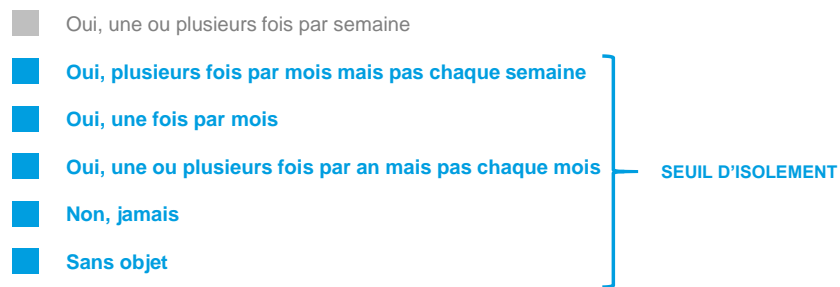 Oui, une ou plusieurs fois par semaine
Oui, plusieurs fois par mois mais pas chaque semaine
Oui, une fois par mois
Oui, une ou plusieurs fois par an mais pas chaque mois
SEUIL D'ISOLEMENT
Non, jamais
Sans objet